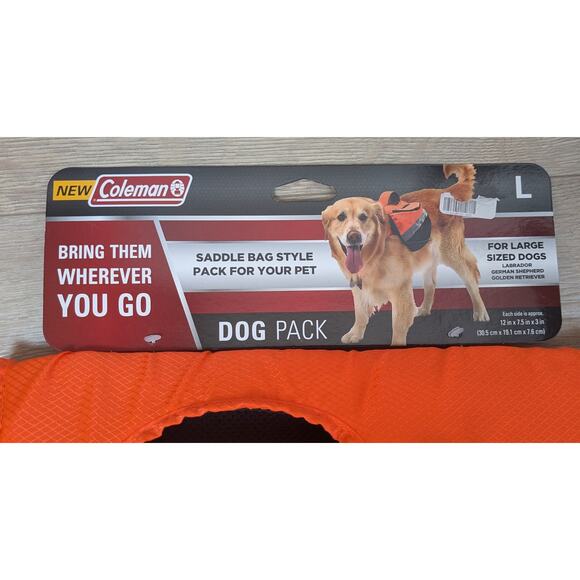 NEW Coleman
BRING THEM
WHEREVER
YOU GO
SADDLE BAG STYLE
PACK FOR YOUR PET
DOG PACK
L
FOR LARGE
SIZED DOGS
LABRADOR
GERMAN SHEPHERD
GOLDEN RETRIEVER
Each side is approx.
12 in x 7.5 in x 3 in
(30.5 cm x 19.1 cm x 7.6 cm)